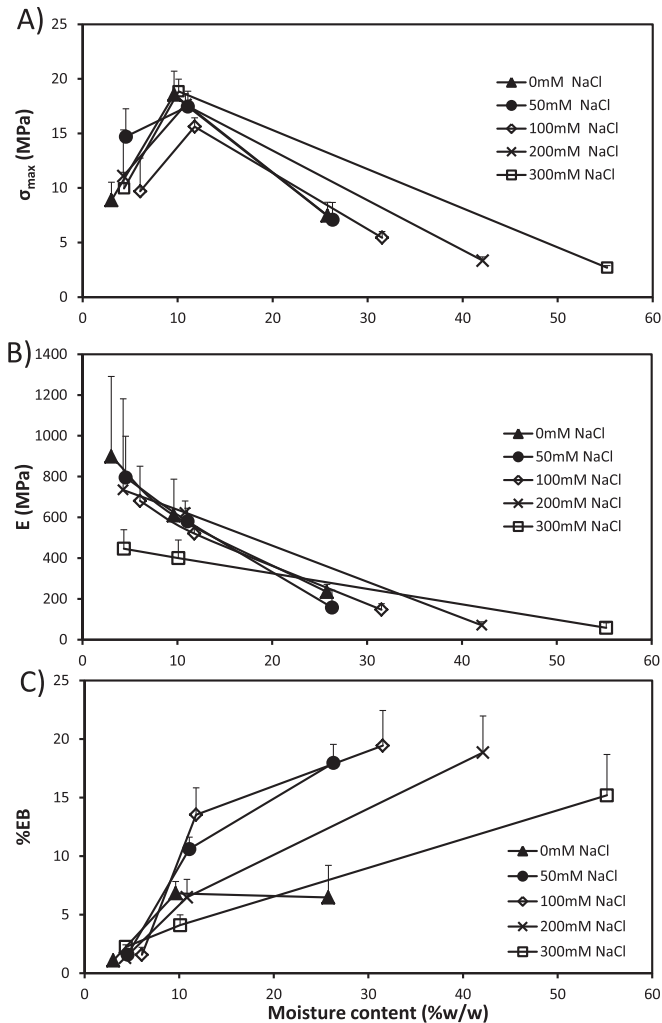 A)
25
20
15
10
5
0
σmax (MPa)
0mM  NaCl
50mM  NaCl
100mM  NaCl
200mM  NaCl
300mM NaCl
0 10 20 30 40 50 60
B)
1400
1200
1000
800
600
400
200
0
E (MPa)
0mM NaCl
50mM NaCl
100mM NaCl
200mM NaCl
300mM NaCl
0 10 20 30 40 50 60
C)
25
20
15
10
5
0
%EB
0mM NaCl
50mM NaCl
100mM NaCl
200mM NaCl
300mM NaCl
0 10 20 30 40 50 60
Moisture content (%w/w)